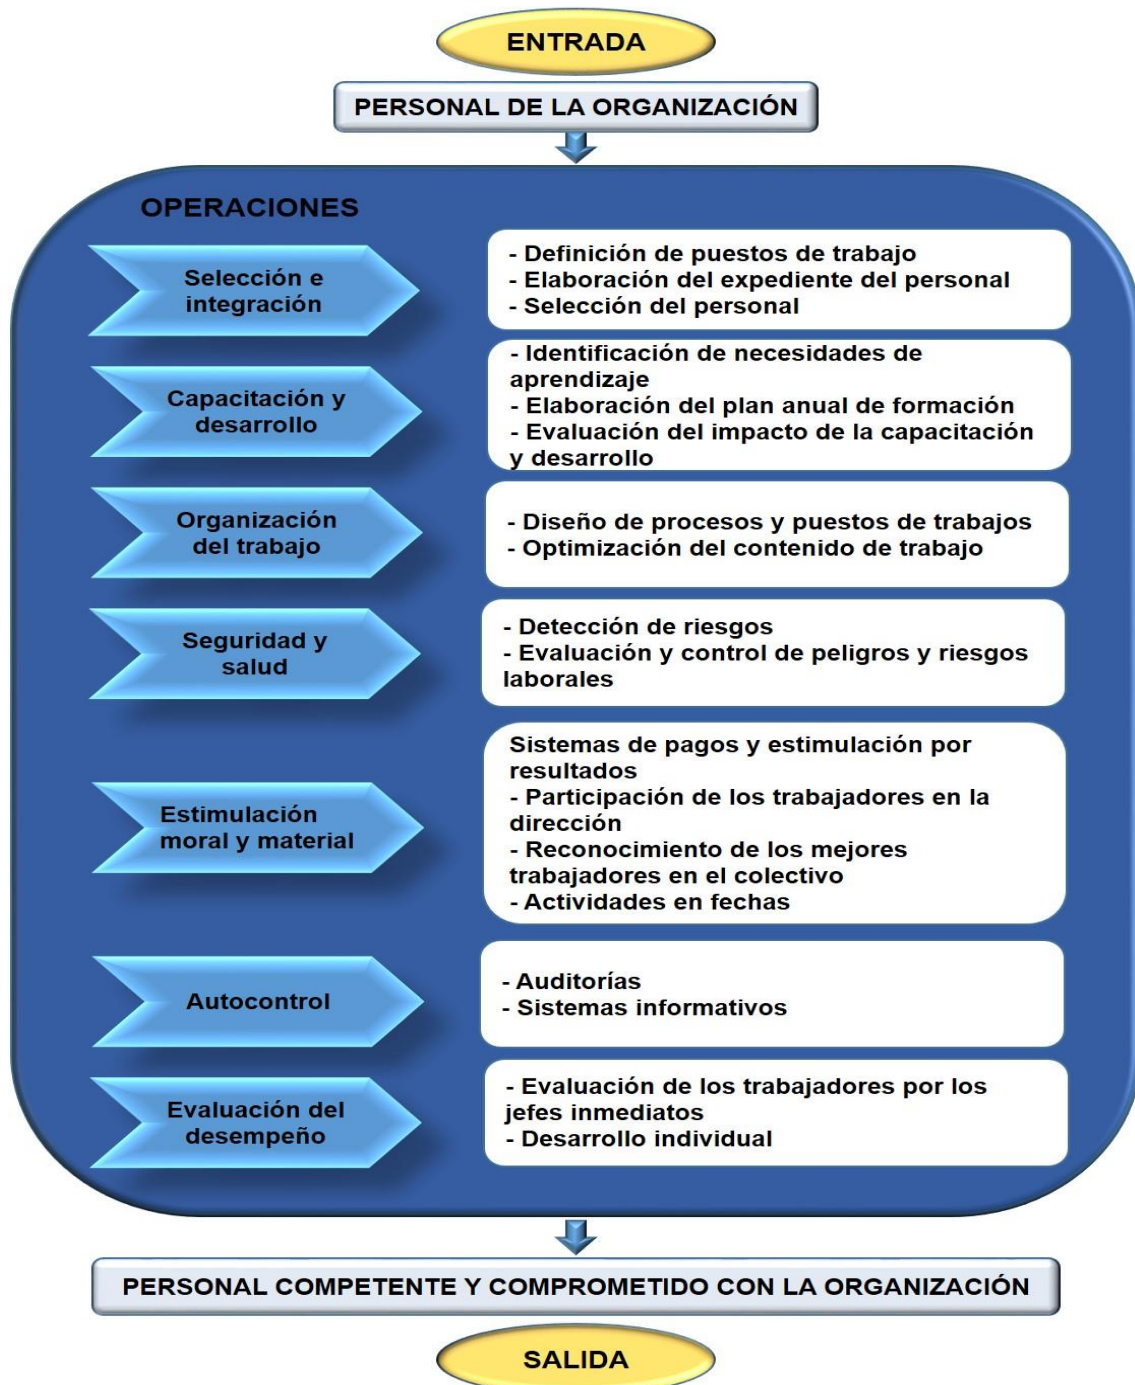 ENTRADA
PERSONAL DE LA ORGANIZACIÓN
OPERACIONES
Selección e
integración
- Definición de puestos de trabajo
- Elaboración del expediente del personal
- Selección del personal
Capacitación y
desarrollo
- Identificación de necesidades de
aprendizaje
- Elaboración del plan anual de formación
- Evaluación del impacto de la capacitación
y desarrollo
Organización
del trabajo
- Diseño de procesos y puestos de trabajos
- Optimización del contenido de trabajo
Seguridad y
salud
- Detección de riesgos
- Evaluación y control de peligros y riesgos
laborales
Estimulación
moral y material
Sistemas de pagos y estimulación por
resultados
- Participación de los trabajadores en la
dirección
- Reconocimiento de los mejores
trabajadores en el colectivo
- Actividades en fechas
Autocontrol
- Auditorías
- Sistemas informativos
Evaluación del
desempeño
- Evaluación de los trabajadores por los
jefes inmediatos
- Desarrollo individual
PERSONAL COMPETENTE Y COMPROMETIDO CON LA ORGANIZACIÓN
SALIDA